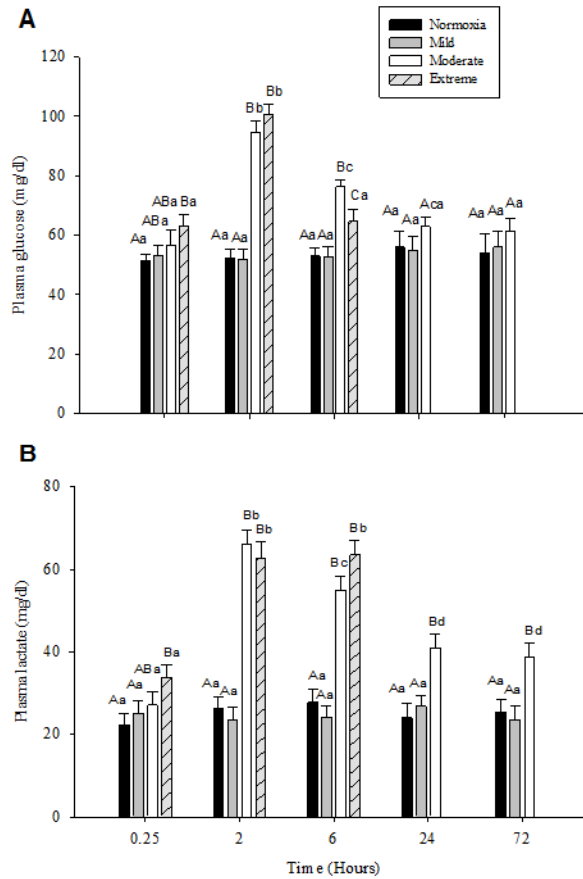 A
Normoxia
Mild
Moderate
Extreme
Plasma glucose (mg/dl)
120
100
80
60
40
20
0
Aa ABa ABa Ba
Aa Aa Bb Bb
Aa Aa Bc Ca
Aa Aa Aca
Aa Aa Aa
B
Plasma lactate (mg/dl)
80
60
40
20
0
Aa Aa ABa Ba
Aa Aa Bb Bb
Aa Aa Bc Bb
Aa Aa Bd
Aa Aa Bd
0.25 2 6 24 72
Time (Hours)